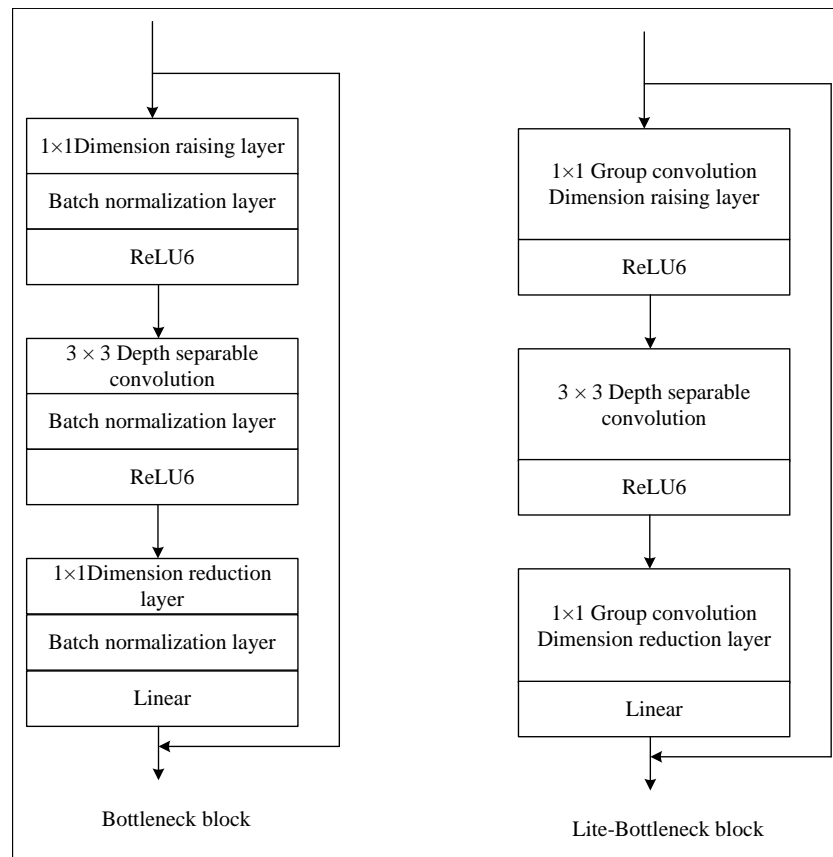 1×1Dimension raising layer
Batch normalization layer
ReLU6
3 × 3 Depth separable
convolution
Batch normalization layer
ReLU6
1×1Dimension reduction
layer
Batch normalization layer
Linear
Bottleneck block
1×1 Group convolution
Dimension raising layer
ReLU6
3 × 3 Depth separable
convolution
ReLU6
1×1 Group convolution
Dimension reduction layer
Linear
Lite-Bottleneck block